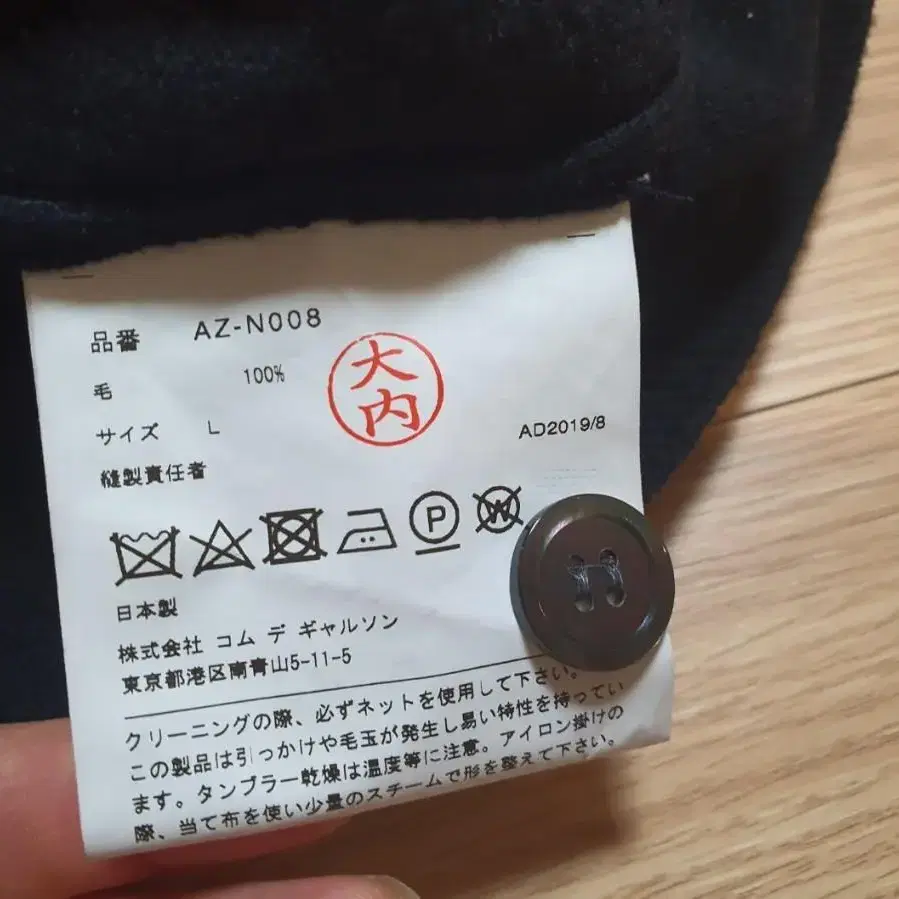 品番 AZ-N008
毛 100%
大内
サイズ L
AD2019/8
縫製責任者
P W
日本製
株式会社 コム デ ギャルソン
東京都港区南青山5-11-5
クリーニングの際、必ずネットを使用して下さい。
この製品は引っかけや毛玉が発生し易い特性を持ってい
ます。タンブラー乾燥は温度等に注意。アイロン掛けの
際、当て布を使い少量のスチームで形を整えて下さい。